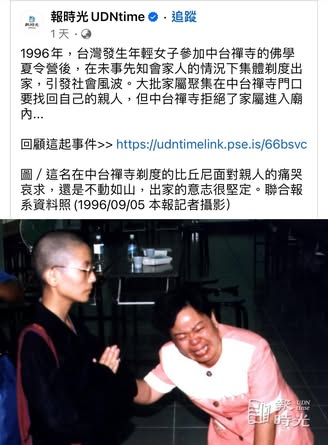 報時光 UDNtime · 追蹤
1天 ·
1996年，台灣發生年輕女子參加中台禪寺的佛學
夏令營後，在未事先知會家人的情況下集體剃度出
家，引發社會風波。大批家屬聚集在中台禪寺門口
要找回自己的親人，但中台禪寺拒絕了家屬進入廟
內...
回顧這起事件>> https://udntimelink.pse.is/66bsvc
圖 / 這名在中台禪寺剃度的比丘尼面對親人的痛哭
哀求，還是不動如山，出家的意志很堅定。聯合報
系資料照（1996/09/05 本報記者攝影）
報時光
UDN
time